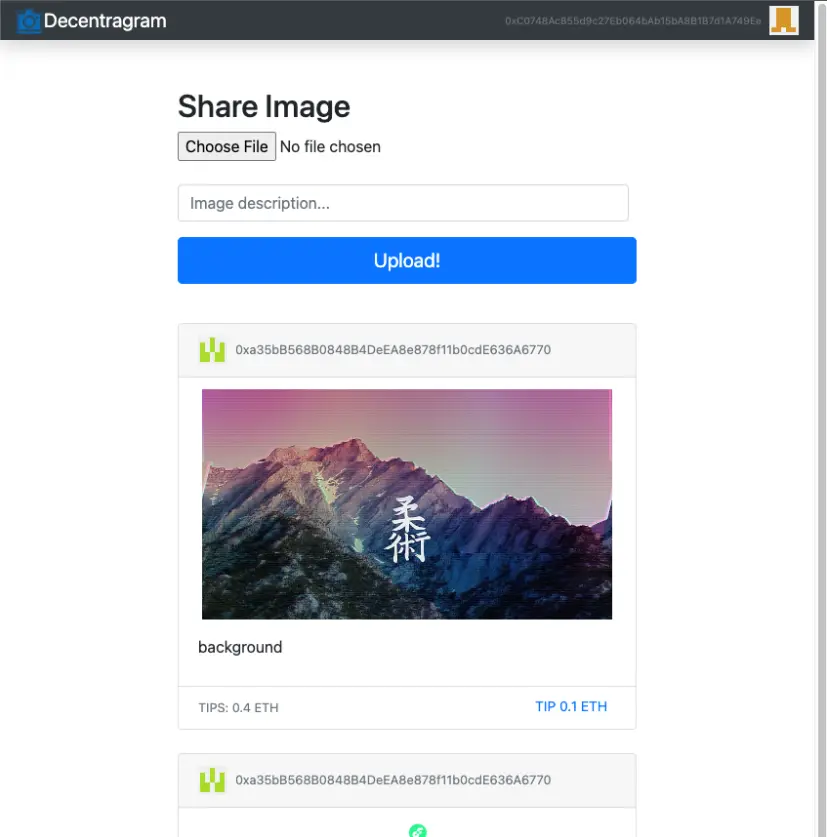 Decentragram
0xC0748Ac855d9c27Eb064bAb15bA8B1B7d1A749Ee
Share Image
Choose File No file chosen
Image description...
Upload!
0xa35bB568B0848B4DeEA8e878f11b0cdE636A6770
柔
術
background
TIPS: 0.4 ETH
TIP 0.1 ETH
0xa35bB568B0848B4DeEA8e878f11b0cdE636A6770